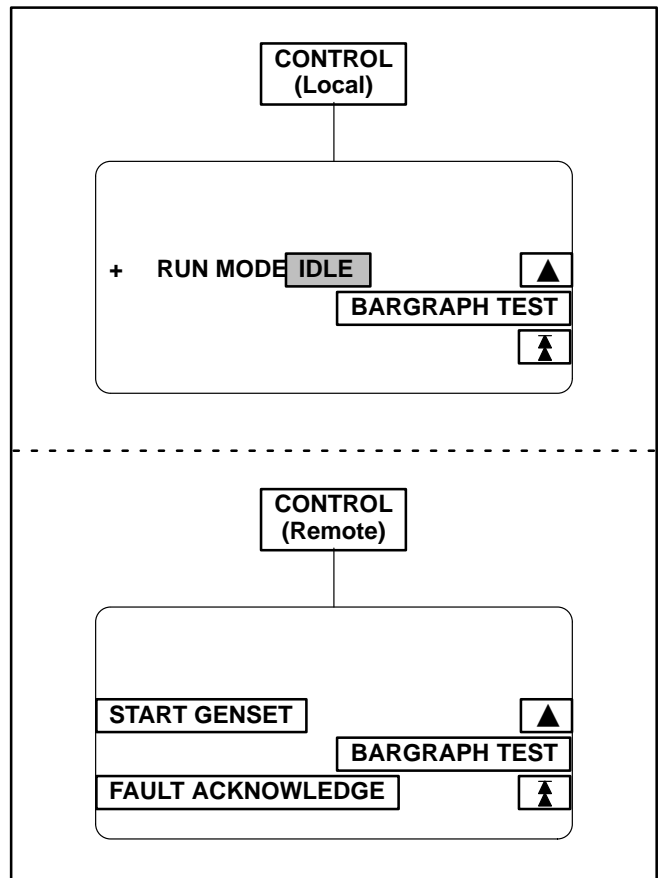 CONTROL
(Local)
+ RUN MODE IDLE
BARGRAPH TEST
CONTROL
(Remote)
START GENSET
BARGRAPH TEST
FAULT ACKNOWLEDGE